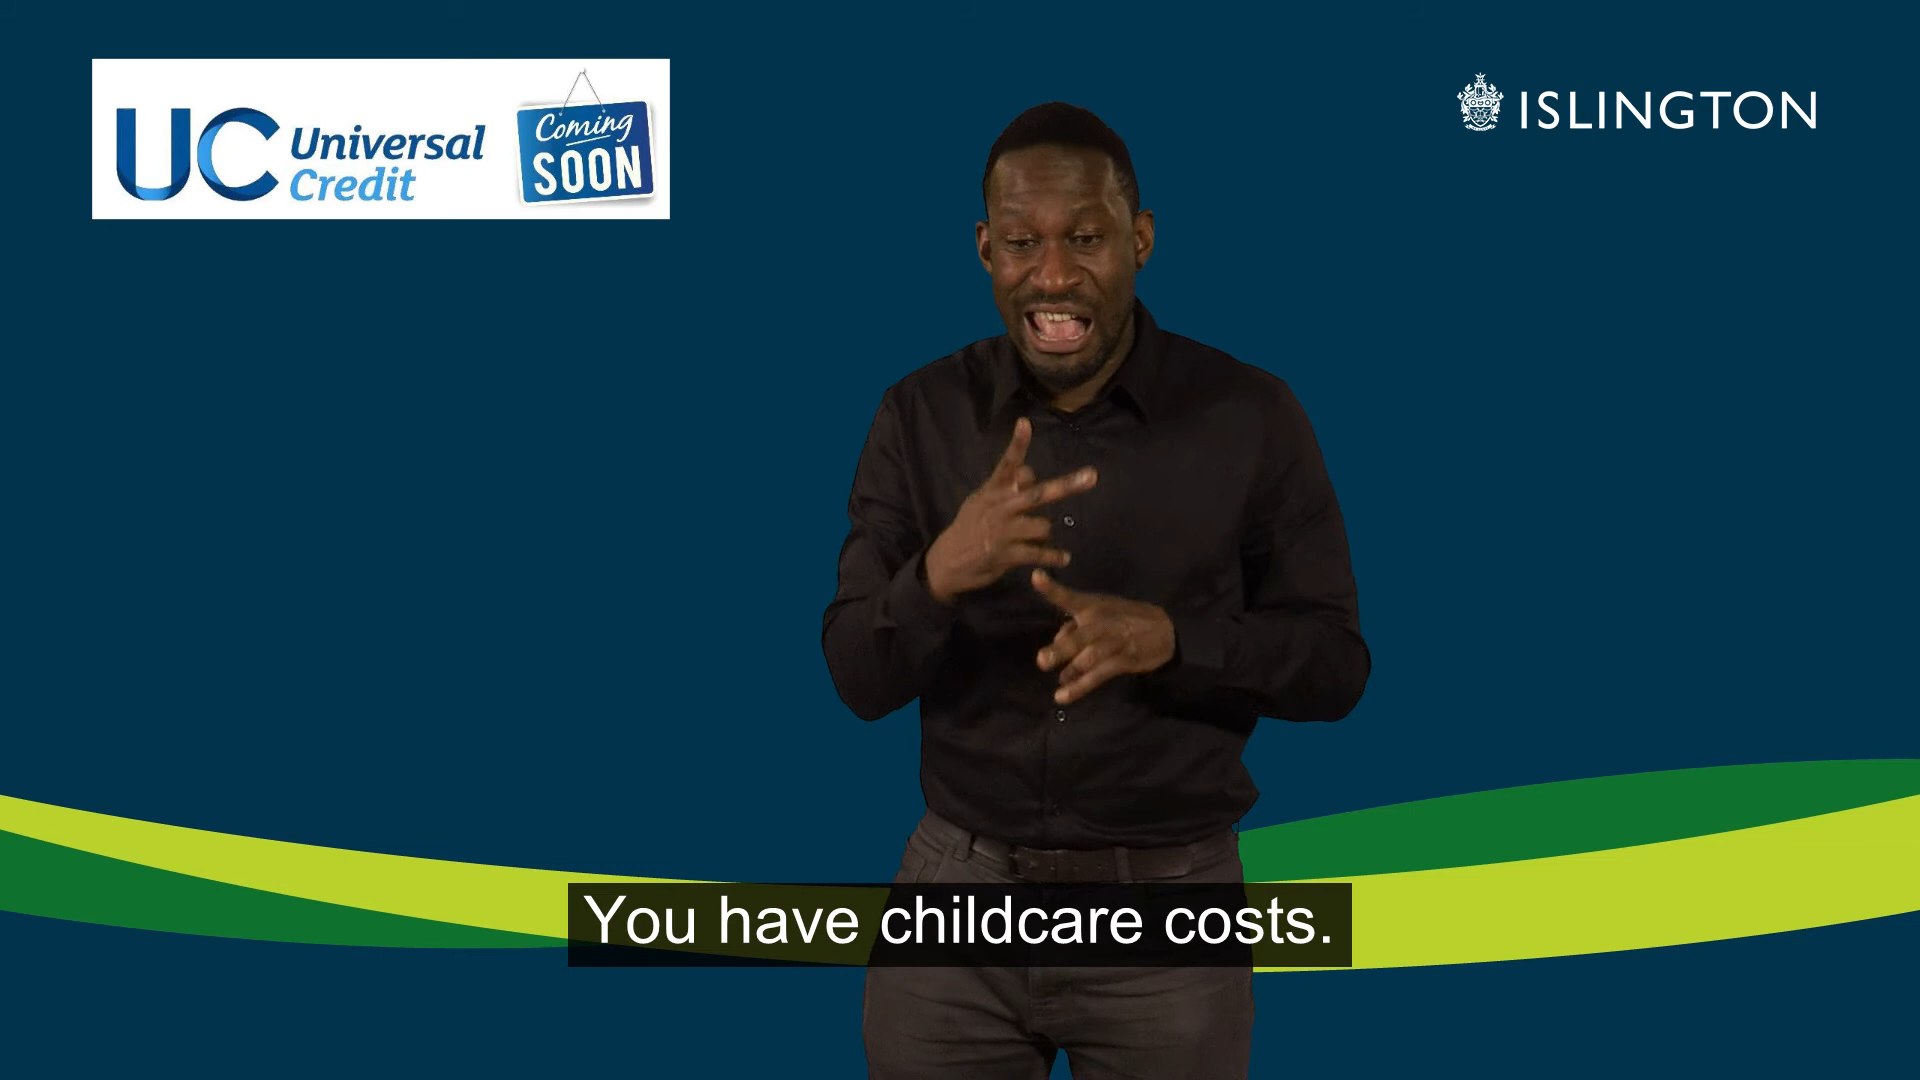 UC Universal
Credit
Coming
SOON
ISLINGTON
You have childcare costs.